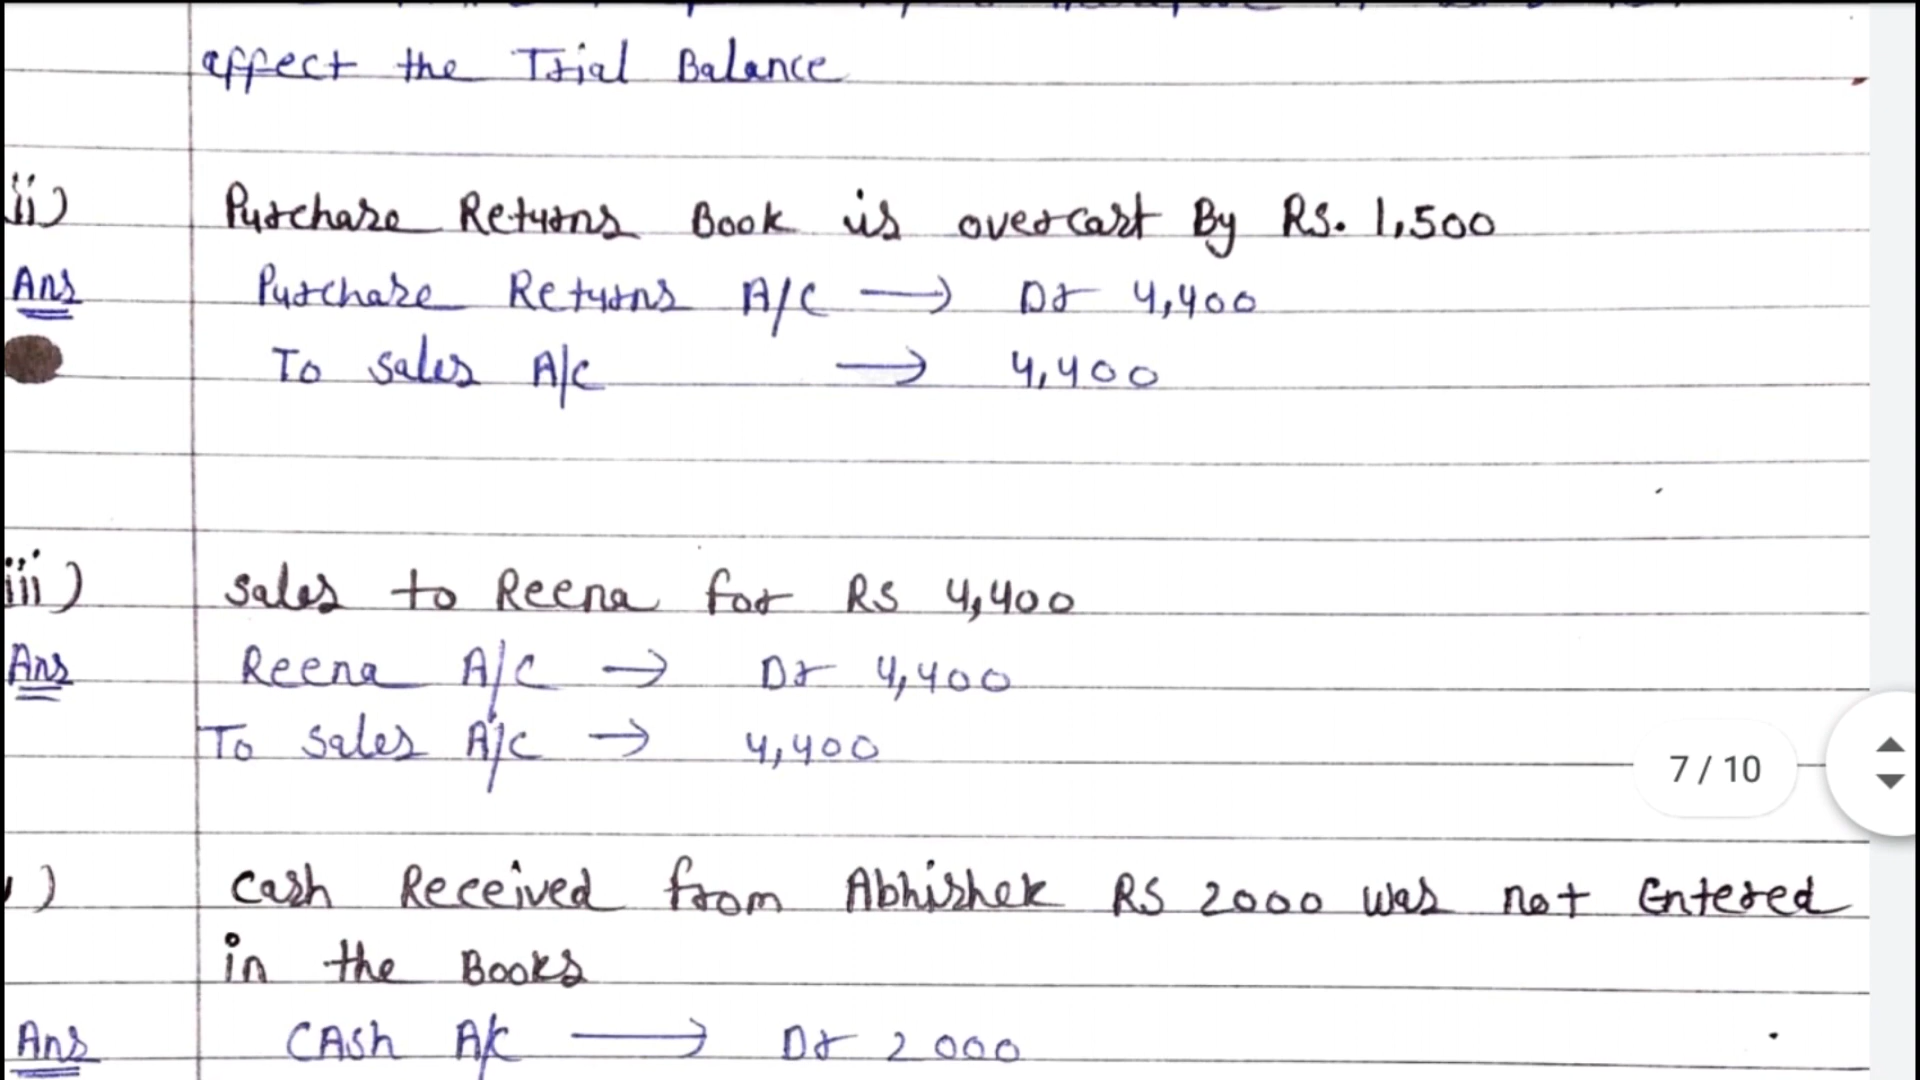 affect the Trial Balance
ii) Purchase Returns Book is overcast By Rs. 1,500
Ans Purchase Returns A/C → Dr 4,400
To sales A/c → 4,400
iii) sales to Reena for Rs 4,400
Ans Reena A/C → Dr 4,400
To sales A/c → 4,400
7 / 10
) Cash Received from Abhishek RS 2000 was not Entered
in the Books
Ans CAsh A/c → Dr 2000